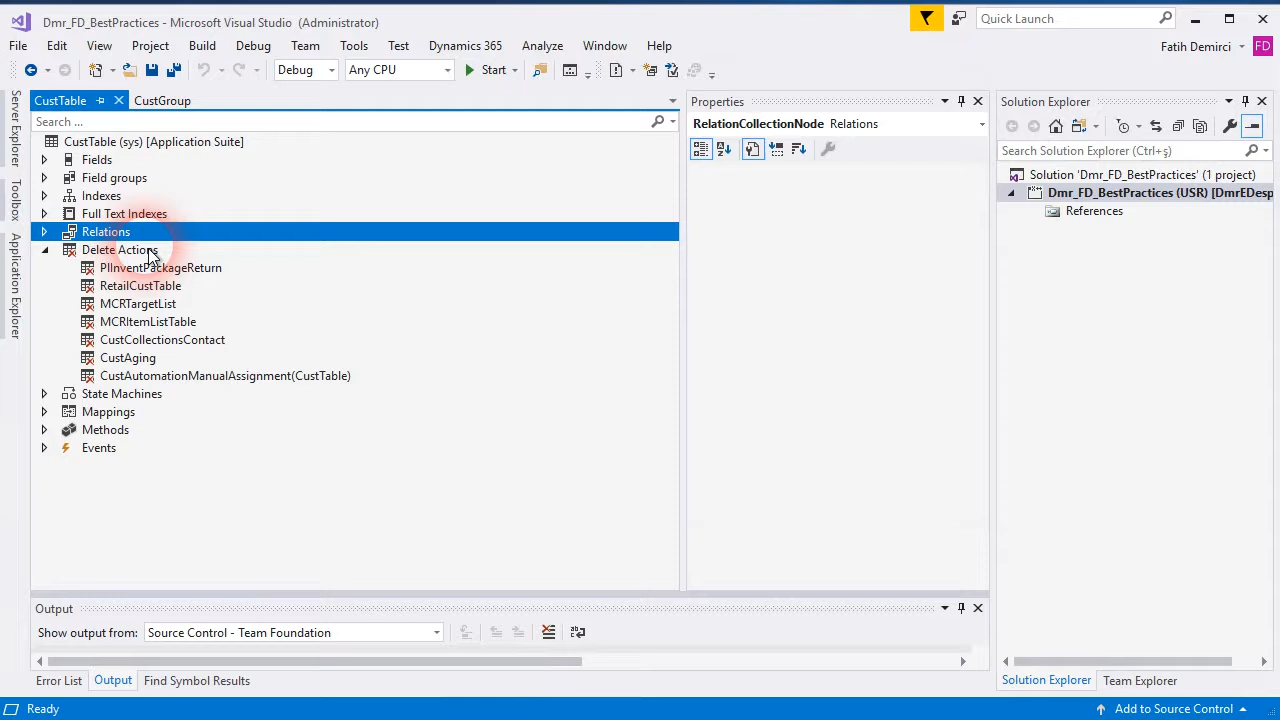 Dmr_FD_BestPractices - Microsoft Visual Studio (Administrator)
Quick Launch
File Edit View Project Build Debug Team Tools Test Dynamics 365 Analyze Window Help
Fatih Demirci FD
Debug Any CPU Start
Server Explorer
Toolbox
Application Explorer
CustTable CustGroup
Search ...
CustTable (sys) [Application Suite]
Fields
Field groups
Indexes
Full Text Indexes
Relations
Delete Actions
PlInventPackageReturn
RetailCustTable
MCRTargetList
MCRItemListTable
CustCollectionsContact
CustAging
CustAutomationManualAssignment(CustTable)
State Machines
Mappings
Methods
Events
Properties
RelationCollectionNode Relations
Solution Explorer
Search Solution Explorer (Ctrl+ş)
Solution 'Dmr_FD_BestPractices' (1 project)
Dmr_FD_BestPractices (USR) [DmrEDesp
References
Output
Show output from: Source Control - Team Foundation
Error List Output Find Symbol Results
Solution Explorer Team Explorer
Ready
Add to Source Control